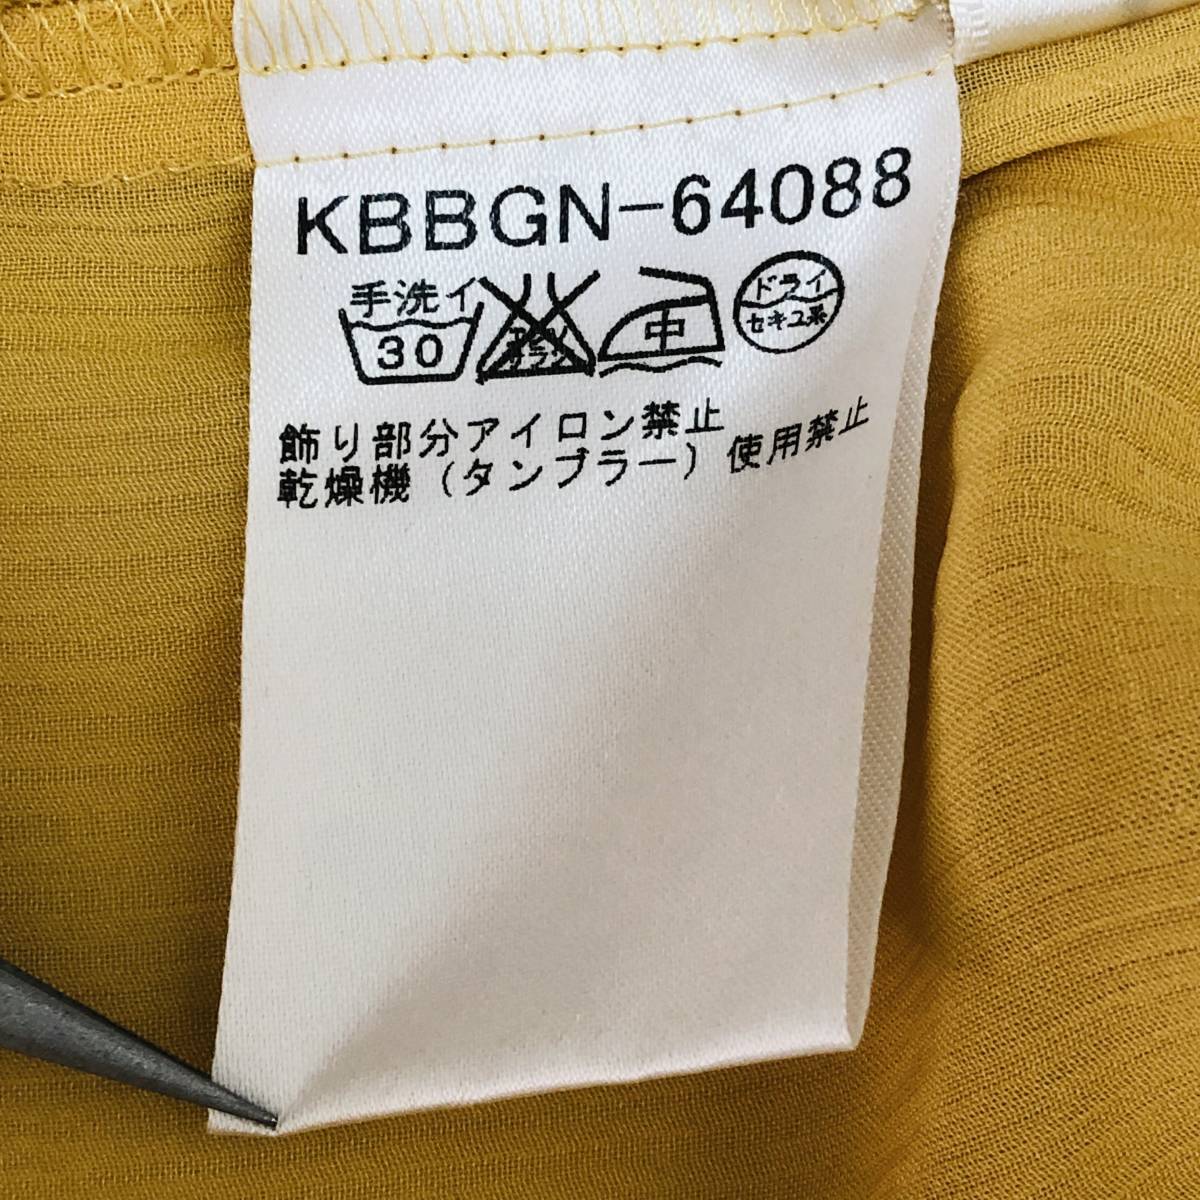 KBBGN-64088
手洗イ
30
中
ドライ
セキユ系
飾り部分アイロン禁止
乾燥機(タンブラー)使用禁止